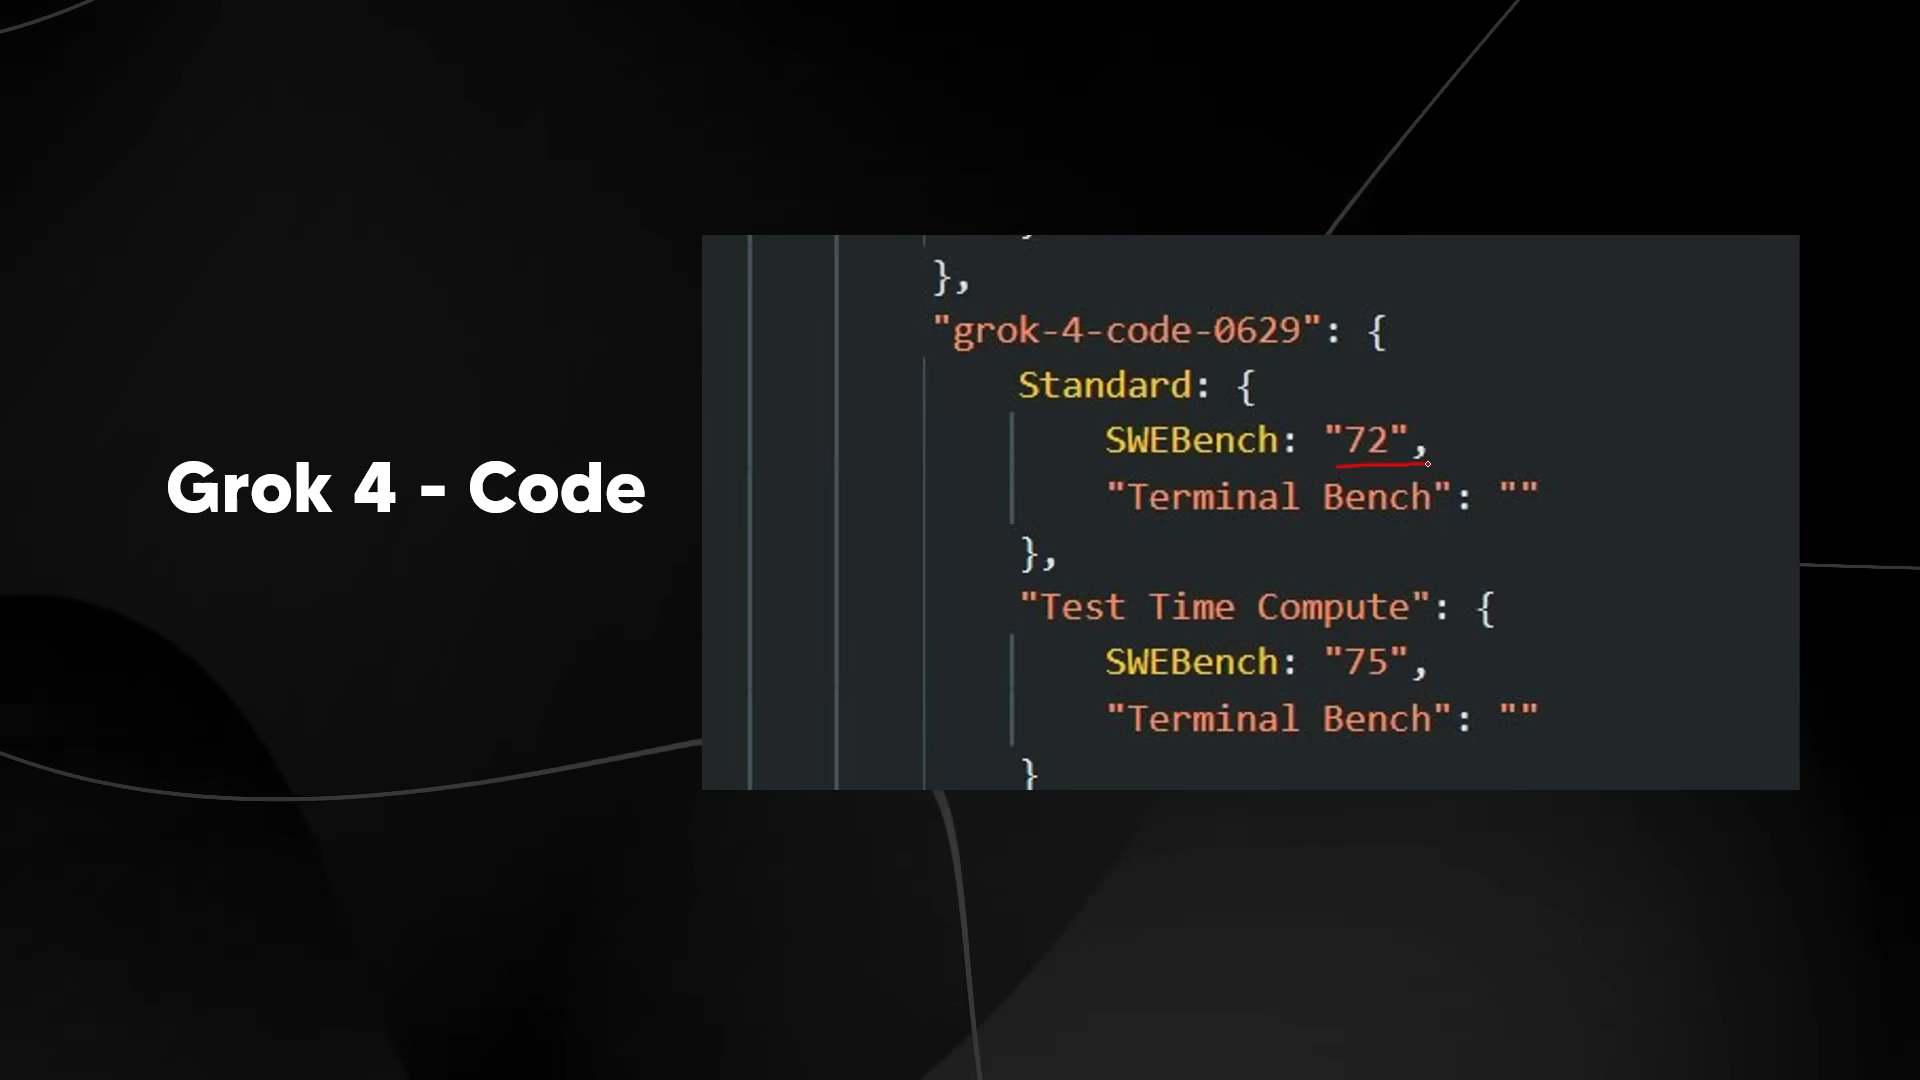 Grok 4 - Code
},
"grok-4-code-0629": {
Standard: {
SWEBench: "72",
"Terminal Bench": ""
},
"Test Time Compute": {
SWEBench: "75",
"Terminal Bench": ""
}